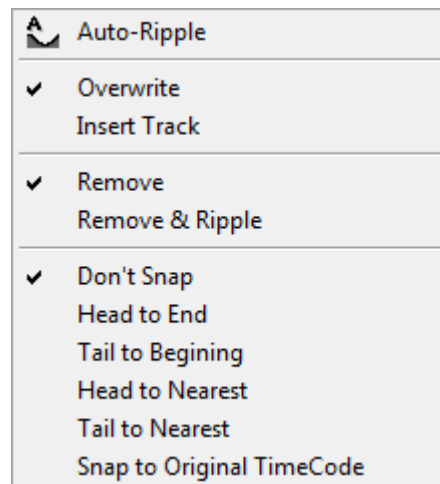 Auto-Ripple
Overwrite
Insert Track
Remove
Remove & Ripple
Don't Snap
Head to End
Tail to Begining
Head to Nearest
Tail to Nearest
Snap to Original TimeCode